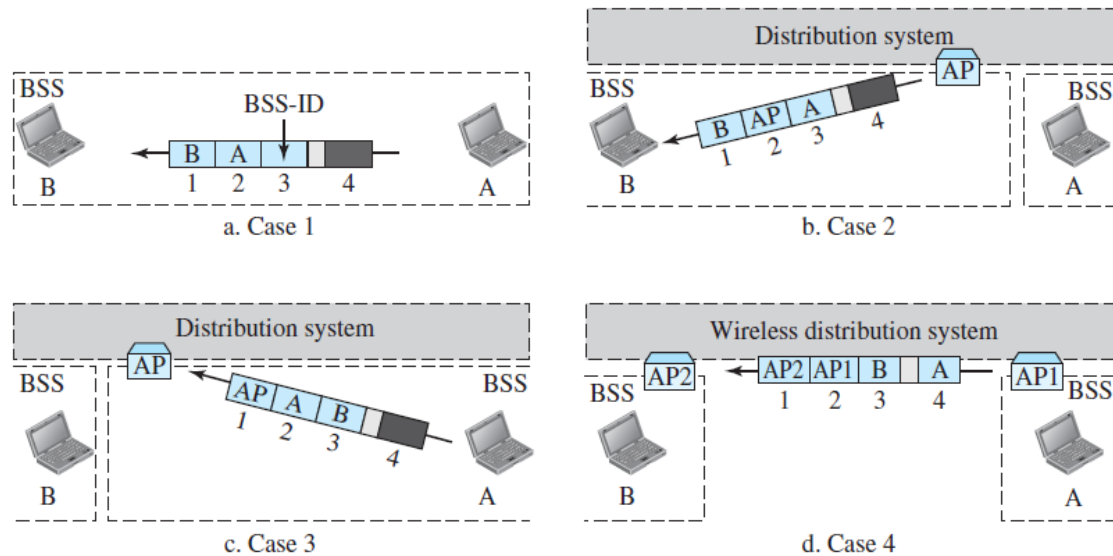 BSS
BSS-ID
B A
1 2 3 4
B
A
a. Case 1
Distribution system
AP
BSS
BSS
B AP A
1 2 3 4
B
A
b. Case 2
Distribution system
AP
BSS
BSS
AP A B
1 2 3 4
B
A
c. Case 3
Wireless distribution system
AP2
AP2 AP1 B A
AP1
BSS
BSS
1 2 3 4
B
A
d. Case 4